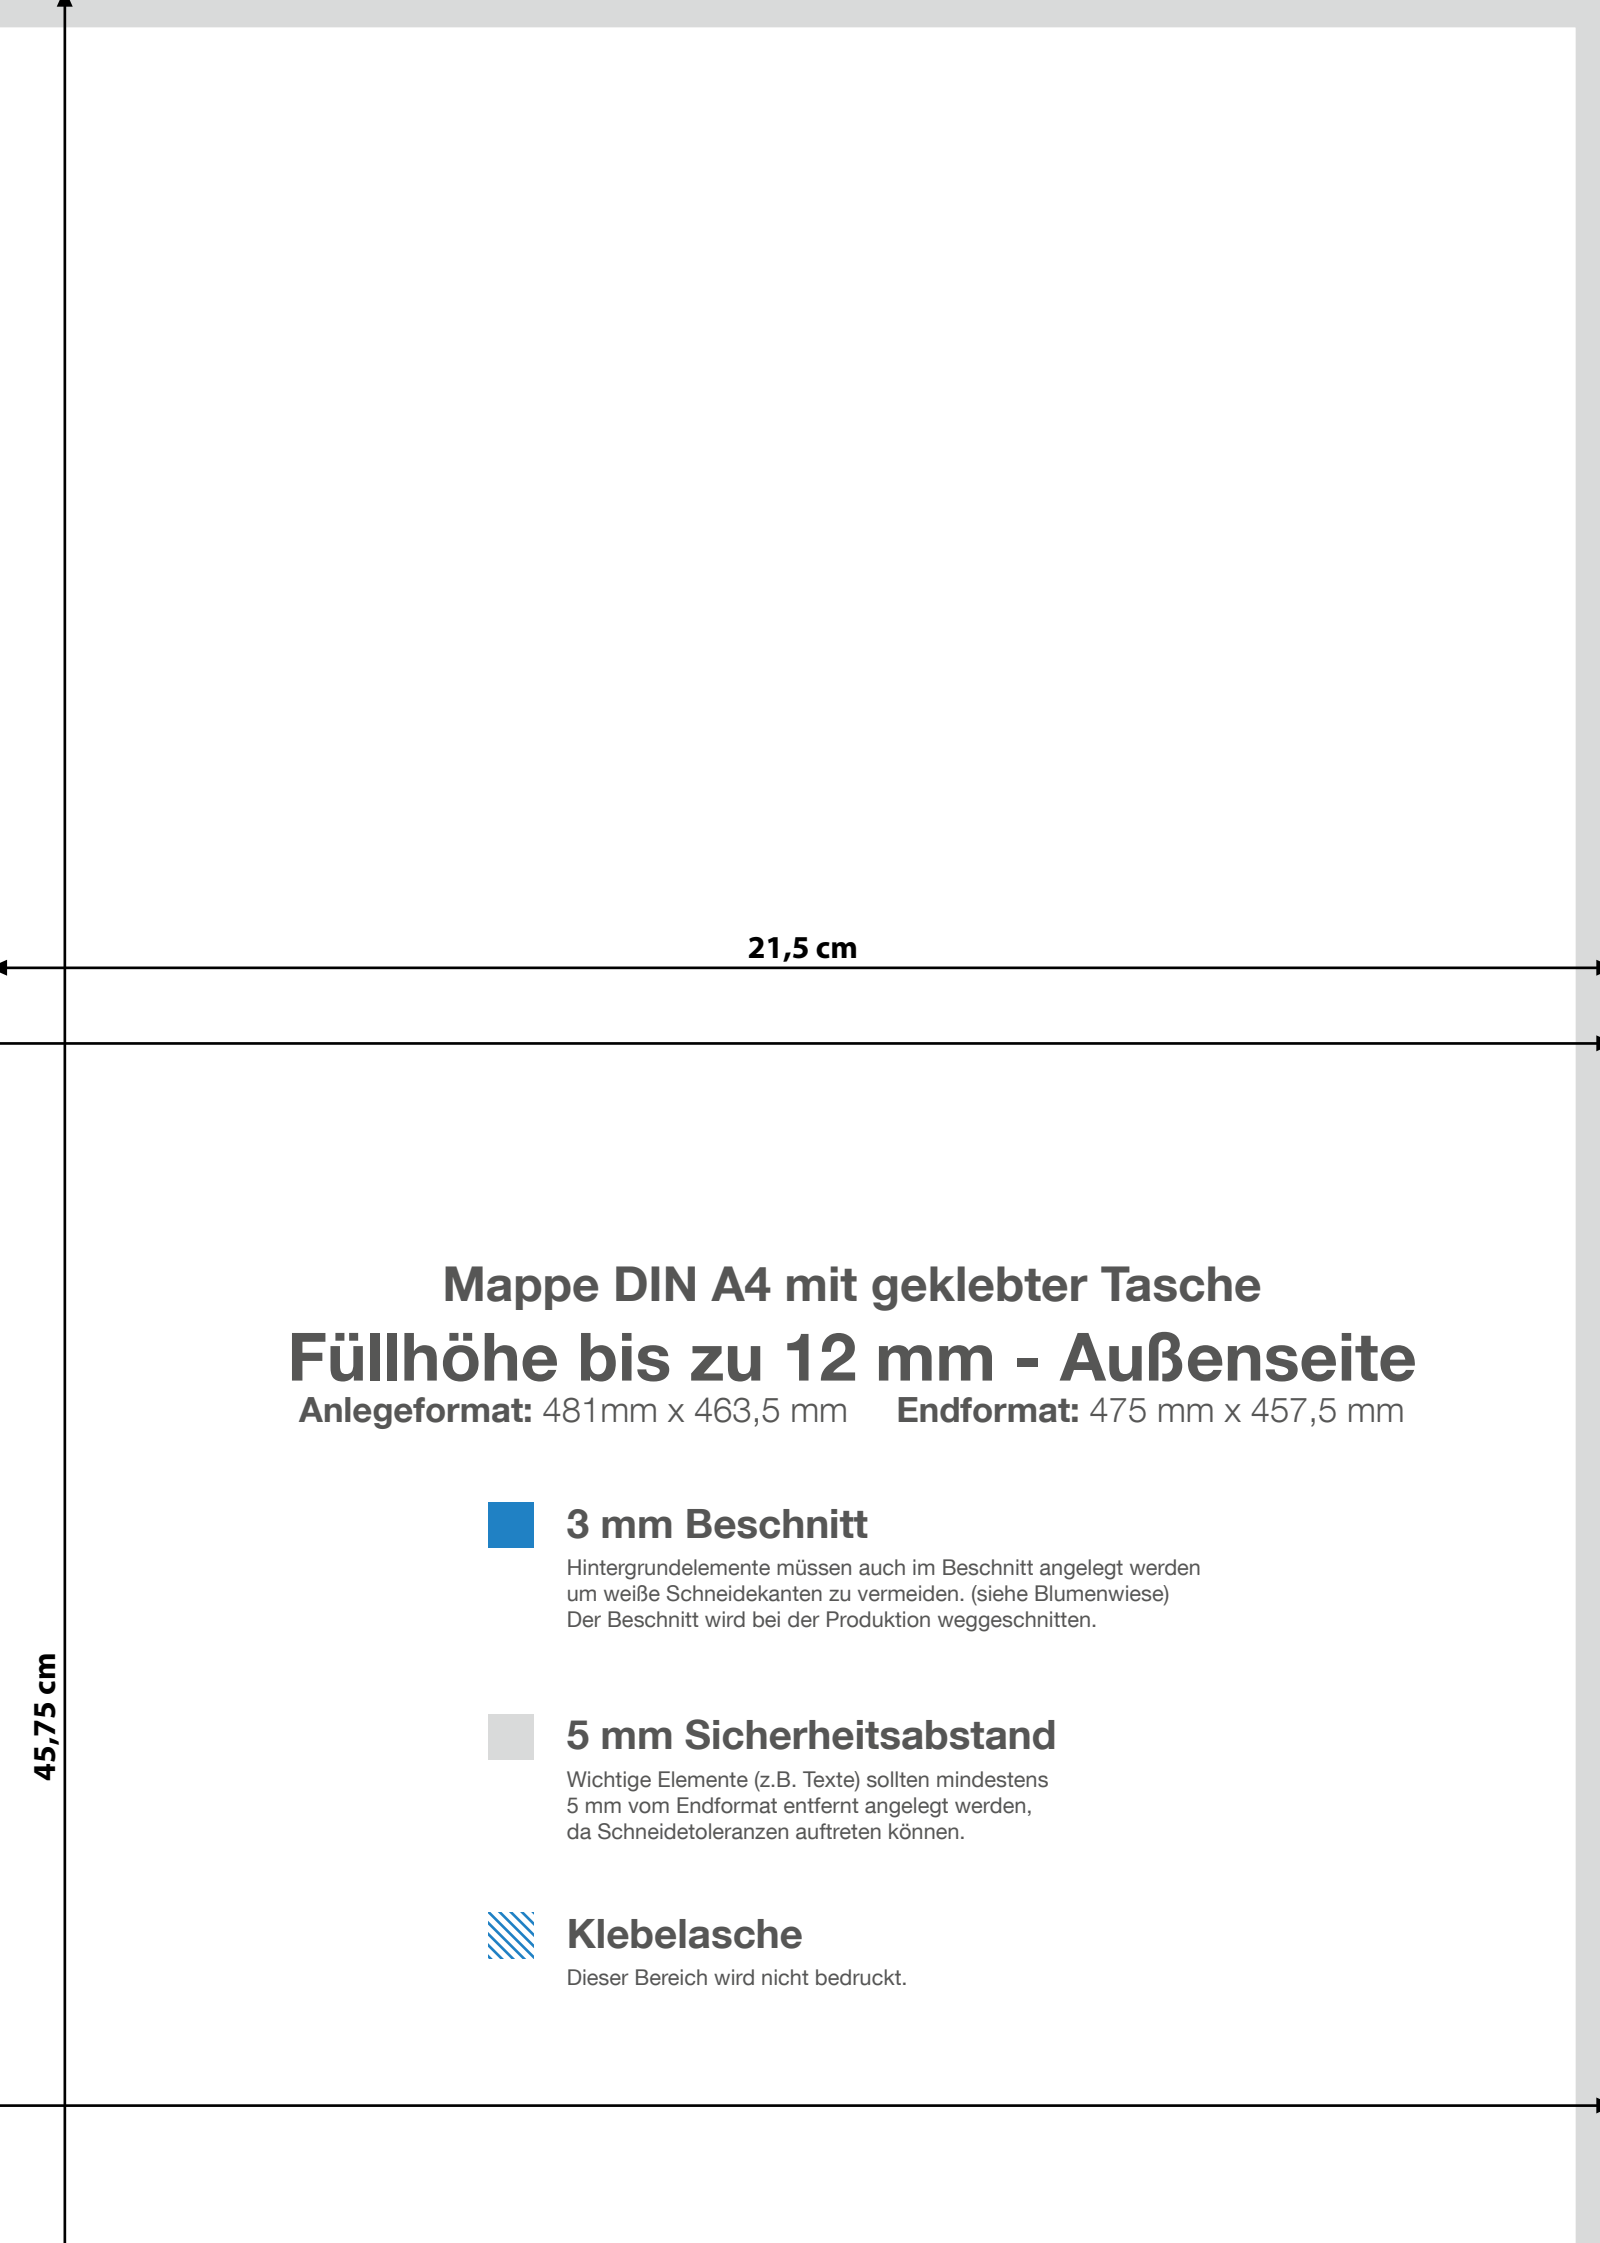 21,5 cm
Mappe DIN A4 mit geklebter Tasche
Füllhöhe bis zu 12 mm - Außenseite
Anlegeformat: 481mm x 463,5 mm Endformat: 475 mm x 457,5 mm
3 mm Beschnitt
Hintergrundelemente müssen auch im Beschnitt angelegt werden
um weiße Schneidekanten zu vermeiden. (siehe Blumenwiese)
Der Beschnitt wird bei der Produktion weggeschnitten.
45,75 cm
5 mm Sicherheitsabstand
Wichtige Elemente (z.B. Texte) sollten mindestens
5 mm vom Endformat entfernt angelegt werden,
da Schneidetoleranzen auftreten können.
Klebelasche
Dieser Bereich wird nicht bedruckt.